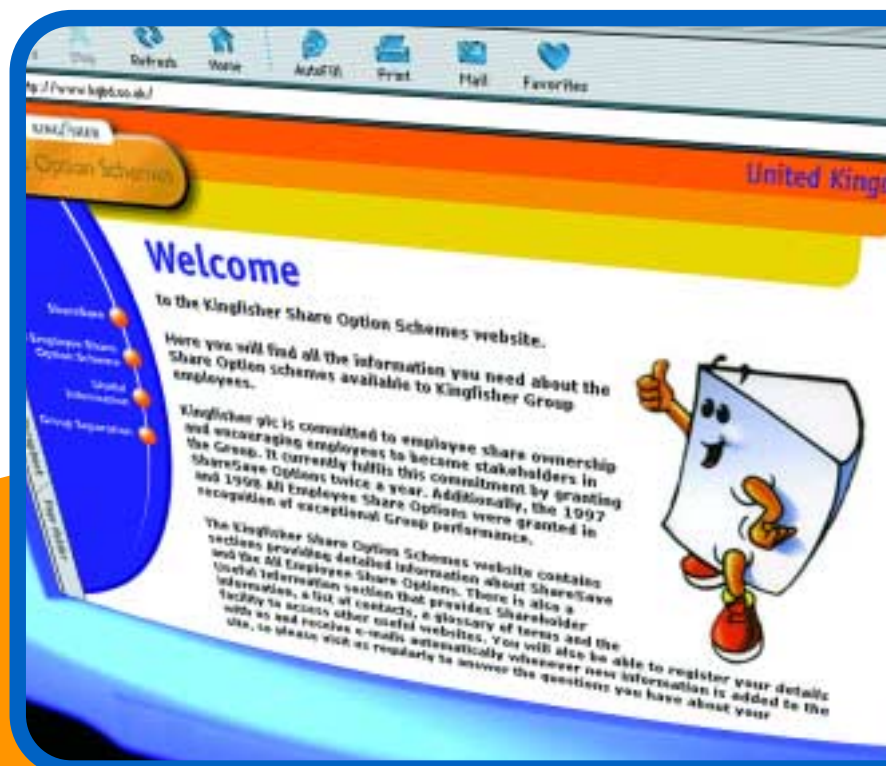 Refresh Home AutoFill Print Mail Favorites
Option Schemes
United King
ShareSave
Employee Share
Option Scheme
Useful
Information
Group Separation
Welcome
to the Kingfisher Share Option Schemes website.
Here you will find all the information you need about the
Share Option schemes available to Kingfisher Group
employees.
Kingfisher plc is committed to employee share ownership
and encouraging employees to become stakeholders in
the Group. It currently fulfils this commitment by granting
ShareSave Options twice a year. Additionally, the 1997
and 1998 All Employee Share Options were granted in
recognition of exceptional Group performance.
The Kingfisher Share Option Schemes website contains
sections providing detailed information about ShareSave
and the All Employee Share Options. There is also a
Useful Information section that provides Shareholder
information, a list of contacts, a glossary of terms and the
facility to access other useful websites. You will also be able to register your details
with us and receive e-mails automatically whenever new information is added to the
site, so please visit us regularly to answer the questions you have about your